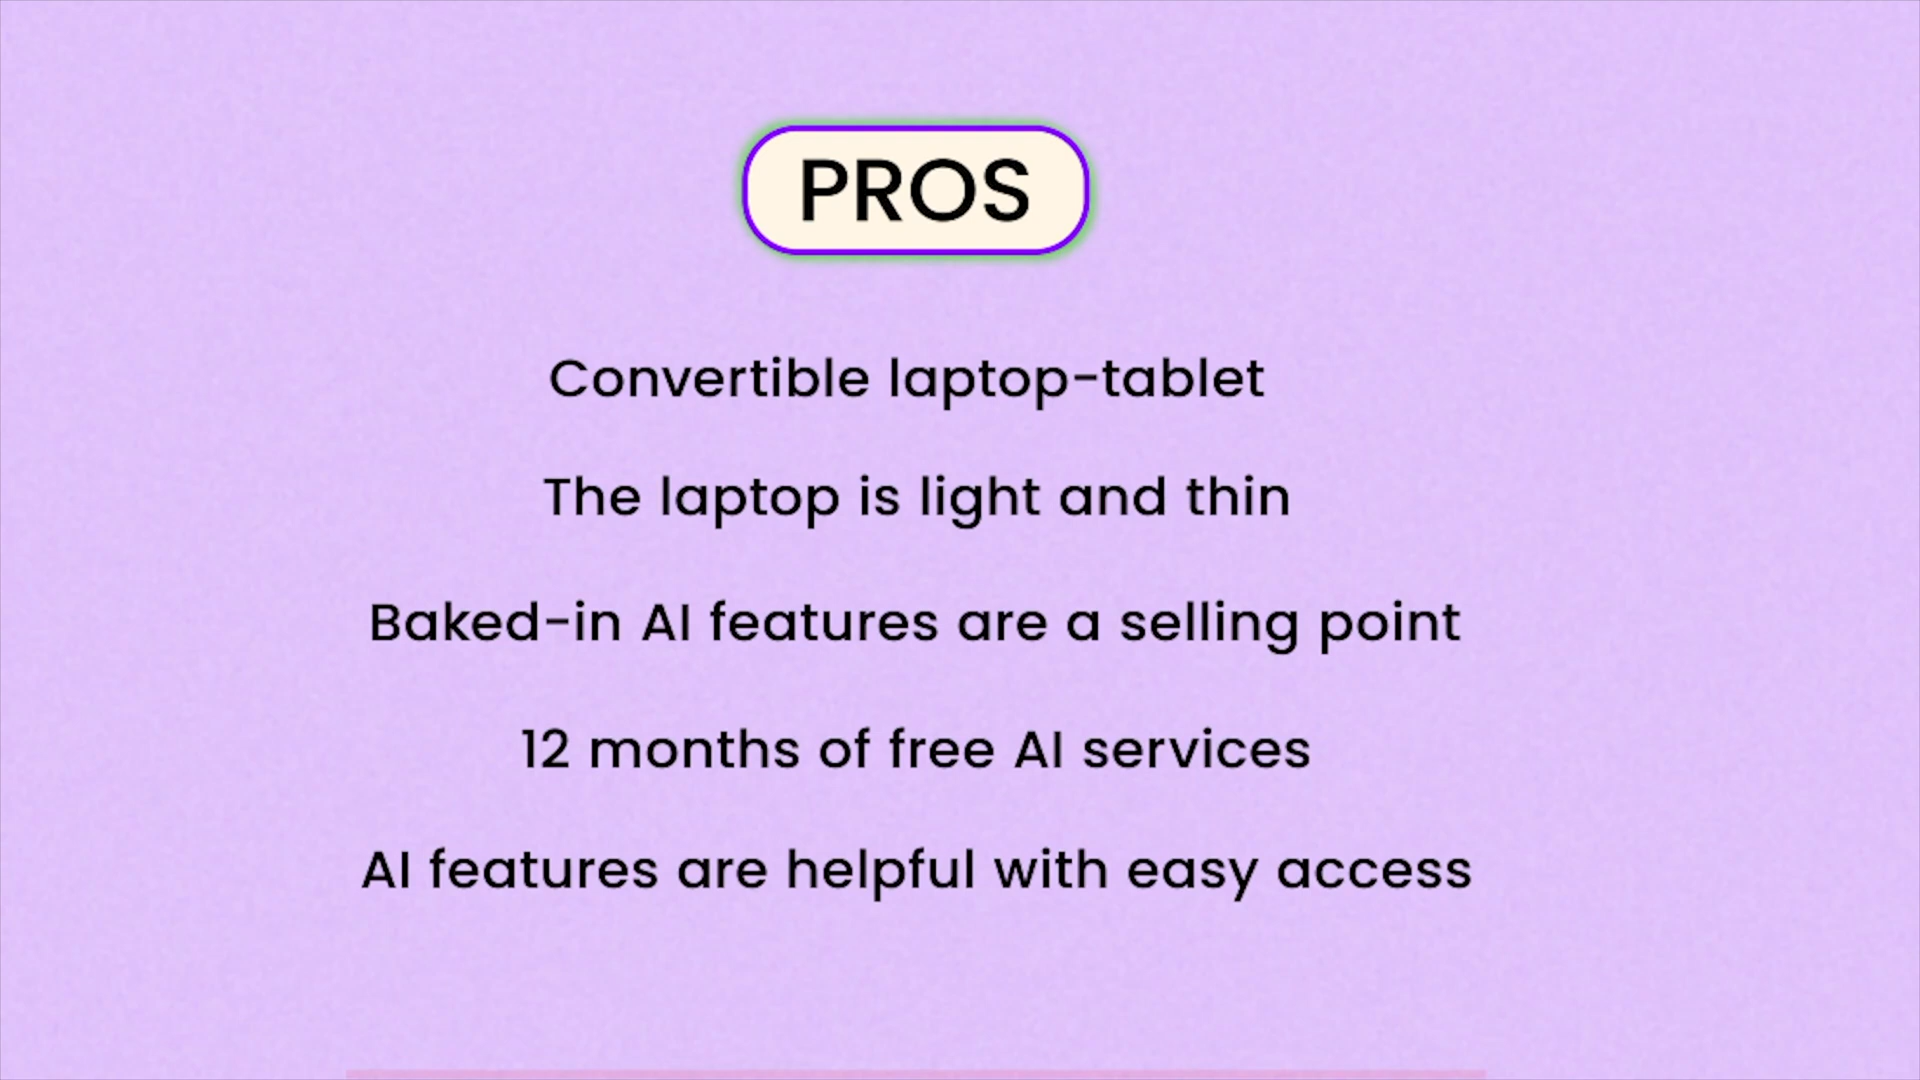 PROS
Convertible laptop-tablet
The laptop is light and thin
Baked-in AI features are a selling point
12 months of free AI services
AI features are helpful with easy access